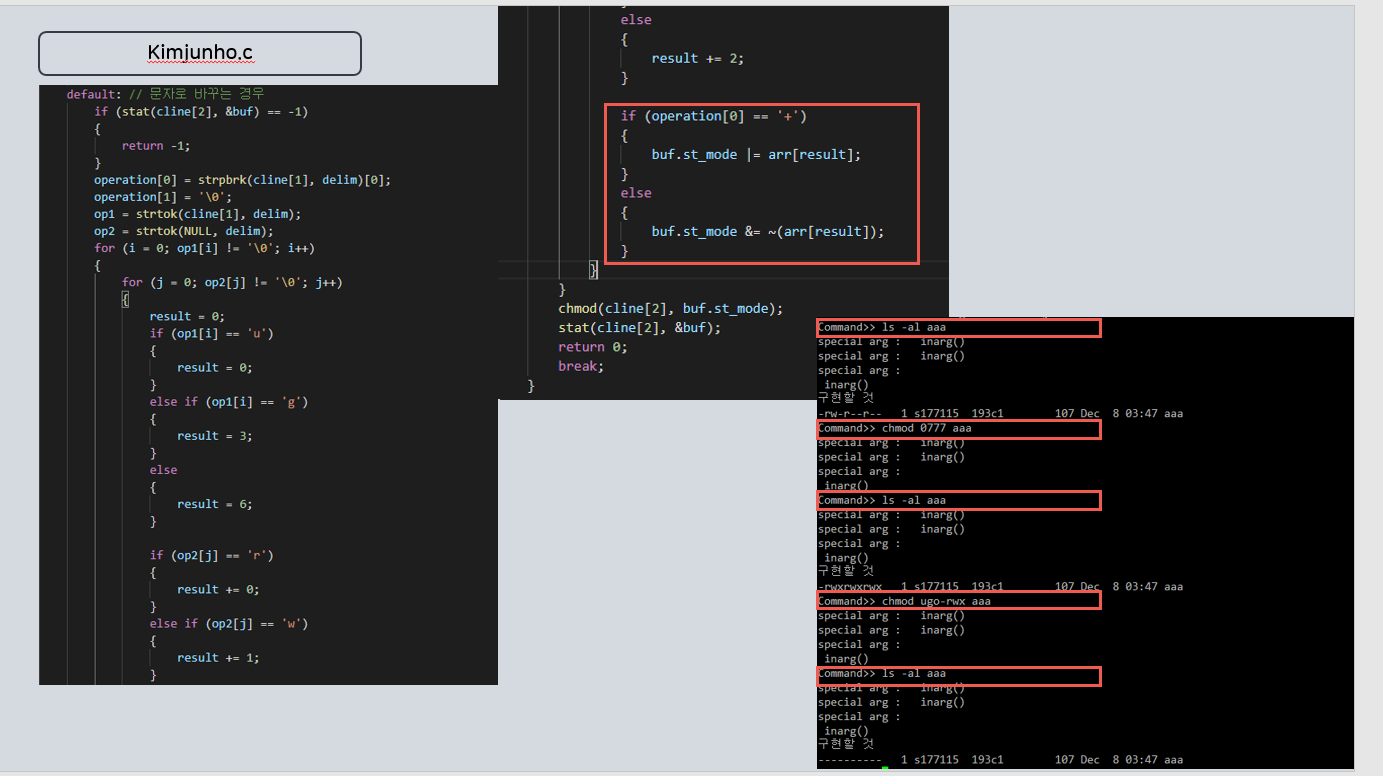 Kimjunho.c
default: // 문자로 바꾸는 경우
if (stat(cline[2], &buf) == -1)
{
return -1;
}
operation[0] = strpbrk(cline[1], delim)[0];
operation[1] = '\0';
op1 = strtok(cline[1], delim);
op2 = strtok(NULL, delim);
for (i = 0; op1[i] != '\0'; i++)
{
for (j = 0; op2[j] != '\0'; j++)
{
result = 0;
if (op1[i] == 'u')
{
result = 0;
}
else if (op1[i] == 'g')
{
result = 3;
}
else
{
result = 6;
}
if (op2[j] == 'r')
{
result += 0;
}
else if (op2[j] == 'w')
{
result += 1;
}
else
{
result += 2;
}
if (operation[0] == '+')
{
buf.st_mode |= arr[result];
}
else
{
buf.st_mode &= ~(arr[result]);
}
}
}
chmod(cline[2], buf.st_mode);
stat(cline[2], &buf);
return 0;
break;
}
Command>> ls -al aaa
special arg :   inarg()
special arg :   inarg()
special arg :
inarg()
구현할 것
-rw-r--r--   1 s177115  193c1        107 Dec  8 03:47 aaa
Command>> chmod 0777 aaa
special arg :   inarg()
special arg :   inarg()
special arg :
inarg()
Command>> ls -al aaa
special arg :   inarg()
special arg :   inarg()
special arg :
inarg()
구현할 것
-rwxrwxrwx   1 s177115  193c1        107 Dec  8 03:47 aaa
Command>> chmod ugo-rwx aaa
special arg :   inarg()
special arg :   inarg()
special arg :
inarg()
Command>> ls -al aaa
special arg :   inarg()
special arg :   inarg()
special arg :
inarg()
구현할 것
----------   1 s177115  193c1        107 Dec  8 03:47 aaa